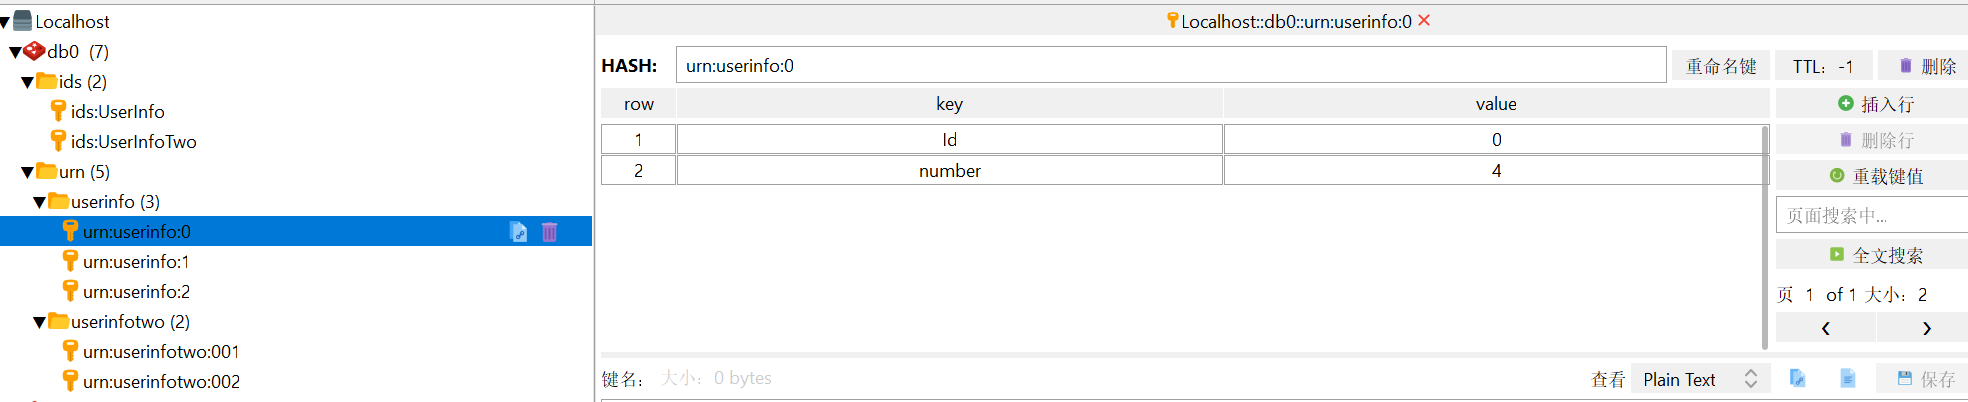 Localhost
db0 (7)
ids (2)
ids:UserInfo
ids:UserInfoTwo
urn (5)
userinfo (3)
urn:userinfo:0
urn:userinfo:1
urn:userinfo:2
userinfotwo (2)
urn:userinfotwo:001
urn:userinfotwo:002
Localhost::db0::urn:userinfo:0
HASH: urn:userinfo:0 重命名键 TTL: -1 删除
row key value
1 Id 0
2 number 4
插入行
删除行
重载键值
页面搜索中...
全文搜索
页 1 of 1 大小: 2
键名: 大小: 0 bytes 查看 Plain Text 保存